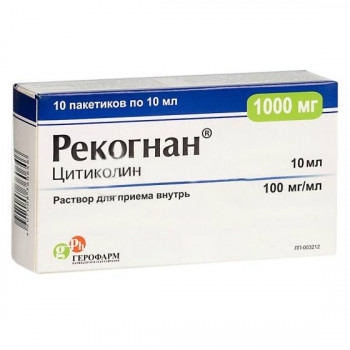 10 пакетиков по 10 мл
1000 мг
Рекогнан®
Цитиколин
10 мл
100 мг/мл
Раствор для приема внутрь
ГЕРОФАРМ
ЛП-003212